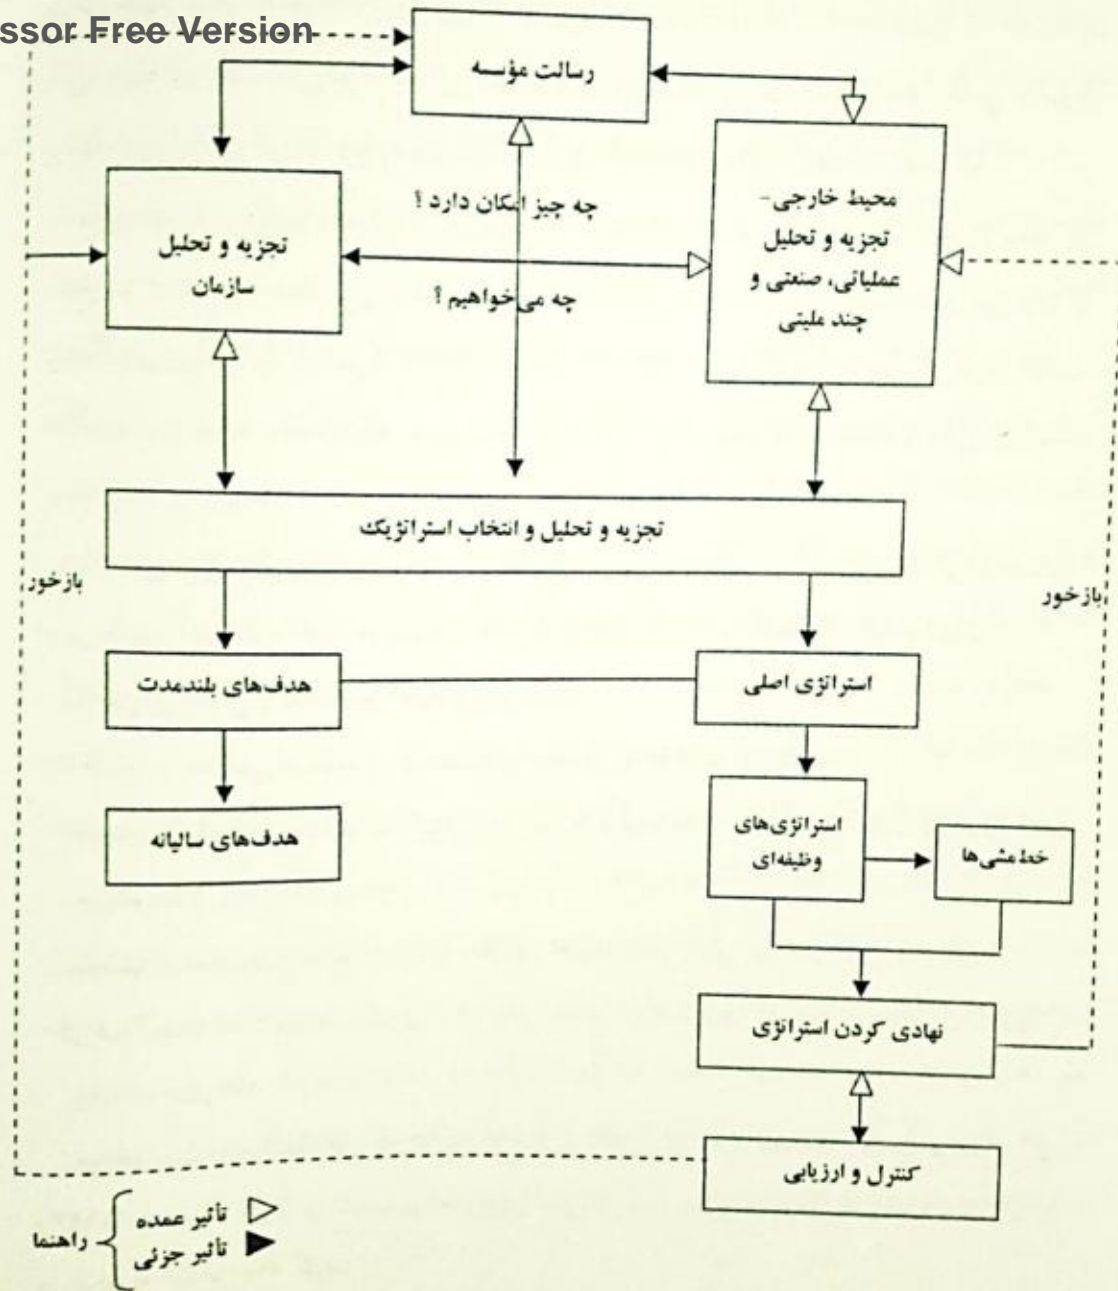 ssor Free Version
رسالت مؤسسه
محیط خارجی-
تجزیه و تحلیل
عملیاتی، صنعتی و
چند ملیتی
تجزیه و تحلیل
سازمان
چه چیز امکان دارد ؟
چه می‌خواهیم ؟
تجزیه و تحلیل و انتخاب استراتژیک
بازخور
بازخور
استراتژی اصلی
هدف‌های بلندمدت
استراتژی‌های
وظیفه‌ای
خط‌مشی‌ها
هدف‌های سالیانه
نهادی کردن استراتژی
کنترل و ارزیابی
راهنما
تأثیر عمده
تأثیر جزئی